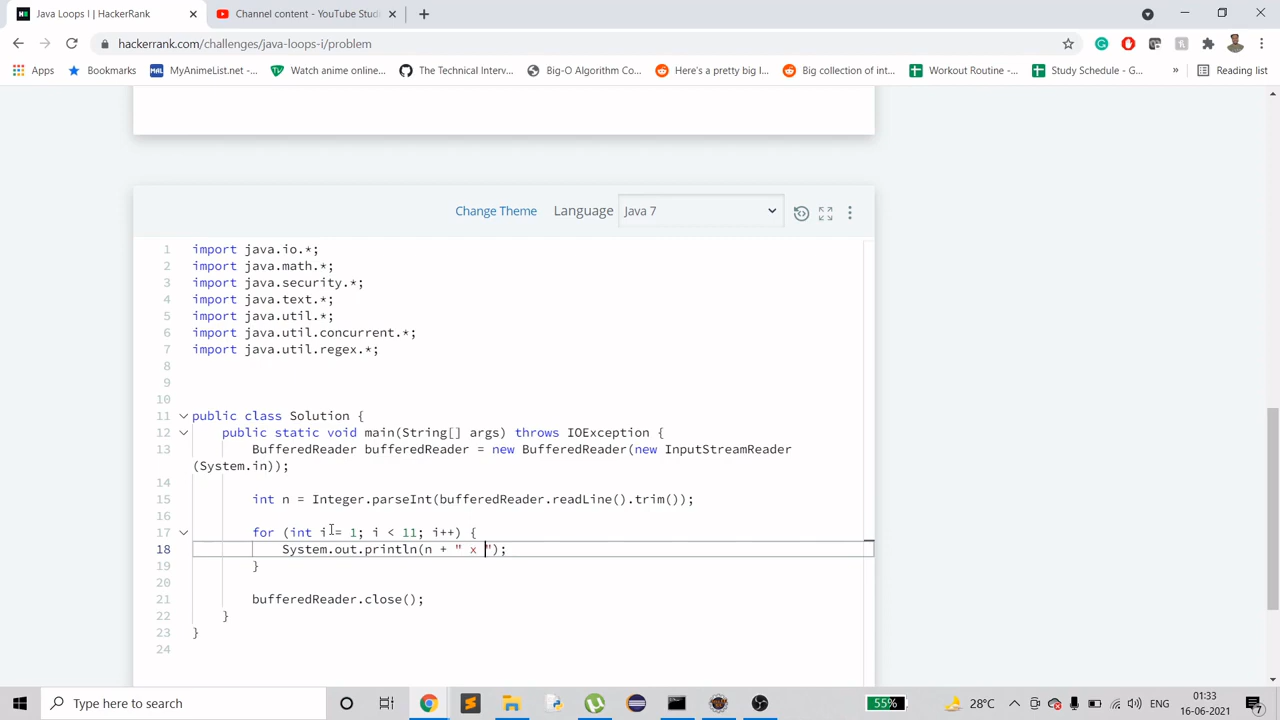 Java Loops I | HackerRank
Channel content - YouTube Stud
hackerrank.com/challenges/java-loops-i/problem
Apps
Bookmarks
MAL
MyAnimeList.net -...
Watch anime online...
The Technical Interv...
Big-O Algorithm Co...
Here's a pretty big l...
Big collection of int...
Workout Routine -...
Study Schedule - G...
»
Reading list
Change Theme
Language
Java 7
1 import java.io.*;
2 import java.math.*;
3 import java.security.*;
4 import java.text.*;
5 import java.util.*;
6 import java.util.concurrent.*;
7 import java.util.regex.*;
8
9
10
11 public class Solution {
12 public static void main(String[] args) throws IOException {
13 BufferedReader bufferedReader = new BufferedReader(new InputStreamReader
(System.in));
14
15 int n = Integer.parseInt(bufferedReader.readLine().trim());
16
17 for (int i = 1; i < 11; i++) {
18 System.out.println(n + " x ");
19 }
20
21 bufferedReader.close();
22 }
23 }
24
Type here to search
55%
28°C
ENG
01:33
16-06-2021
7